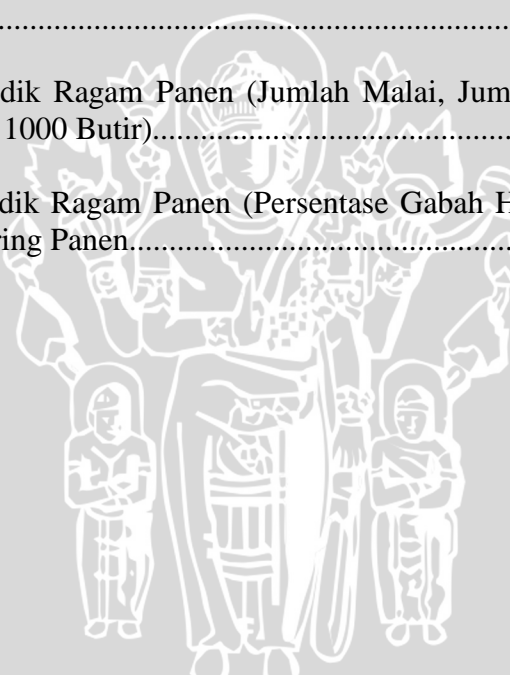 ........................................................
dik Ragam Panen (Jumlah Malai, Jum
1000 Butir)......................................
dik Ragam Panen (Persentase Gabah H
ring Panen........................................